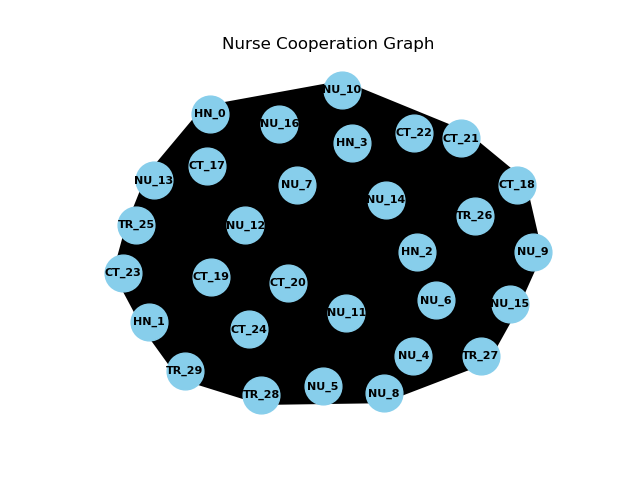 Nurse Cooperation Graph
NU_10
HN_0
NU_16
CT_22
CT_21
HN_3
CT_17
NU_13
NU_7
CT_18
NU_14
TR_26
TR_25
NU_12
HN_2
NU_9
CT_23
CT_19
CT_20
NU_6
NU_15
NU_11
HN_1
CT_24
NU_4
TR_27
TR_29
NU_5
NU_8
TR_28